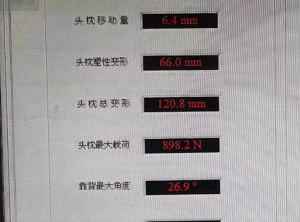 头枕移动量 6.4 mm
头枕塑性变形 66.0 mm
头枕总变形 120.8 mm
头枕最大载荷 898.2 N
靠背最大角度 26.9 °